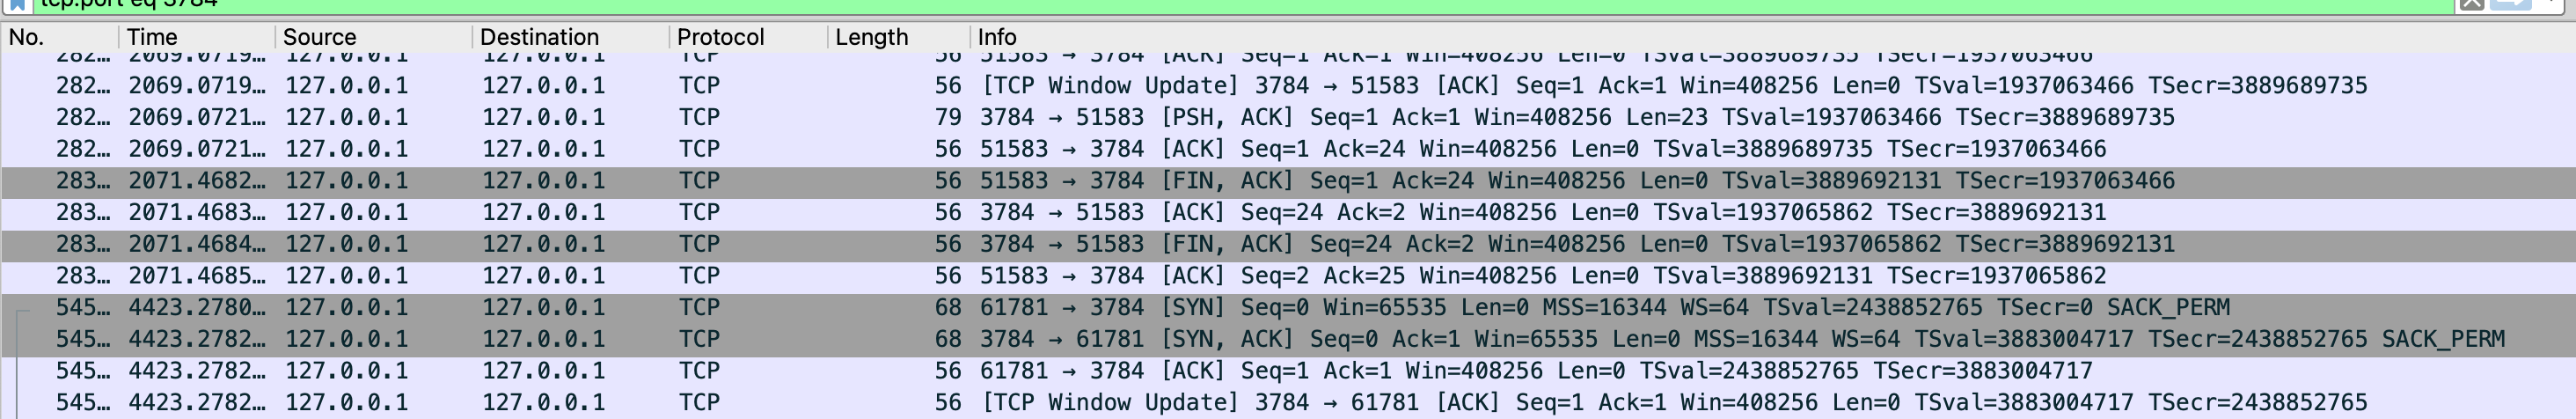 tcp.port eq 3784
No. Time Source Destination Protocol Length Info
282… 2069.0719… 127.0.0.1 127.0.0.1 TCP 56 51583 → 3784 [ACK] Seq=1 Ack=1 Win=408256 Len=0 TSval=3889689735 TSecr=1937063466
282… 2069.0719… 127.0.0.1 127.0.0.1 TCP 56 [TCP Window Update] 3784 → 51583 [ACK] Seq=1 Ack=1 Win=408256 Len=0 TSval=1937063466 TSecr=3889689735
282… 2069.0721… 127.0.0.1 127.0.0.1 TCP 79 3784 → 51583 [PSH, ACK] Seq=1 Ack=1 Win=408256 Len=23 TSval=1937063466 TSecr=3889689735
282… 2069.0721… 127.0.0.1 127.0.0.1 TCP 56 51583 → 3784 [ACK] Seq=1 Ack=24 Win=408256 Len=0 TSval=3889689735 TSecr=1937063466
283… 2071.4682… 127.0.0.1 127.0.0.1 TCP 56 51583 → 3784 [FIN, ACK] Seq=1 Ack=24 Win=408256 Len=0 TSval=3889692131 TSecr=1937063466
283… 2071.4683… 127.0.0.1 127.0.0.1 TCP 56 3784 → 51583 [ACK] Seq=24 Ack=2 Win=408256 Len=0 TSval=1937065862 TSecr=3889692131
283… 2071.4684… 127.0.0.1 127.0.0.1 TCP 56 3784 → 51583 [FIN, ACK] Seq=24 Ack=2 Win=408256 Len=0 TSval=1937065862 TSecr=3889692131
283… 2071.4685… 127.0.0.1 127.0.0.1 TCP 56 51583 → 3784 [ACK] Seq=2 Ack=25 Win=408256 Len=0 TSval=3889692131 TSecr=1937065862
545… 4423.2780… 127.0.0.1 127.0.0.1 TCP 68 61781 → 3784 [SYN] Seq=0 Win=65535 Len=0 MSS=16344 WS=64 TSval=2438852765 TSecr=0 SACK_PERM
545… 4423.2782… 127.0.0.1 127.0.0.1 TCP 68 3784 → 61781 [SYN, ACK] Seq=0 Ack=1 Win=65535 Len=0 MSS=16344 WS=64 TSval=3883004717 TSecr=2438852765 SACK_PERM
545… 4423.2782… 127.0.0.1 127.0.0.1 TCP 56 61781 → 3784 [ACK] Seq=1 Ack=1 Win=408256 Len=0 TSval=2438852765 TSecr=3883004717
545… 4423.2782… 127.0.0.1 127.0.0.1 TCP 56 [TCP Window Update] 3784 → 61781 [ACK] Seq=1 Ack=1 Win=408256 Len=0 TSval=3883004717 TSecr=2438852765